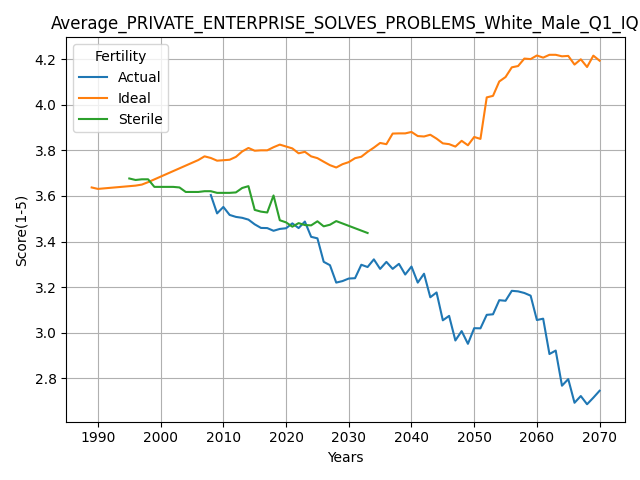 Average_PRIVATE_ENTERPRISE_SOLVES_PROBLEMS_White_Male_Q1_IQ
Fertility
Actual
Ideal
Sterile
Score(1-5)
4.2
4.0
3.8
3.6
3.4
3.2
3.0
2.8
1990 2000 2010 2020 2030 2040 2050 2060 2070
Years